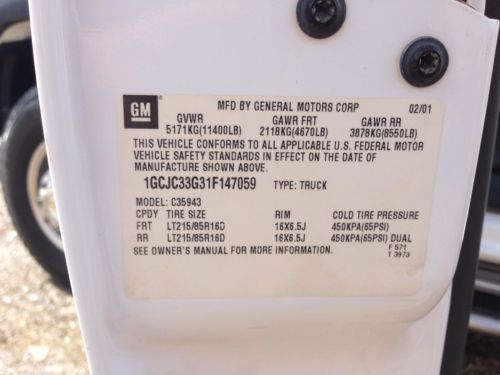 GM
MFD BY GENERAL MOTORS CORP 02/01
GVWR GAWR FRT GAWR RR
5171KG(11400LB) 2118KG(4670LB) 3878KG(8550LB)
THIS VEHICLE CONFORMS TO ALL APPLICABLE U.S. FEDERAL MOTOR
VEHICLE SAFETY STANDARDS IN EFFECT ON THE DATE OF
MANUFACTURE SHOWN ABOVE.
1GCJC33G31F147059 TYPE: TRUCK
MODEL: C35943
CPDY TIRE SIZE RIM COLD TIRE PRESSURE
FRT LT215/85R16D 16X6.5J 450KPA(65PSI)
RR LT215/85R16D 16X6.5J 450KPA(65PSI) DUAL
SEE OWNER'S MANUAL FOR MORE INFORMATION. F 571
T 3973